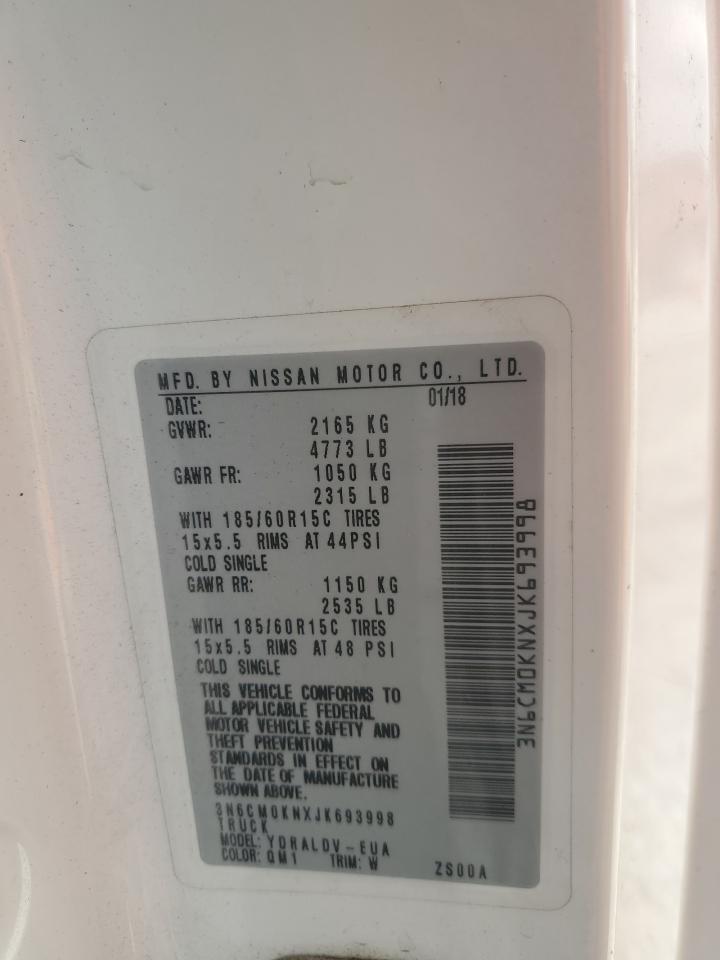 MFD. BY NISSAN MOTOR CO., LTD.
DATE: 01/18
GVWR: 2165 KG
4773 LB
GAWR FR: 1050 KG
2315 LB
WITH 185/60R15C TIRES
15x5.5 RIMS AT 44PSI
COLD SINGLE
GAWR RR: 1150 KG
2535 LB
WITH 185/60R15C TIRES
15x5.5 RIMS AT 48 PSI
COLD SINGLE
THIS VEHICLE CONFORMS TO
ALL APPLICABLE FEDERAL
MOTOR VEHICLE SAFETY AND
THEFT PREVENTION
STANDARDS IN EFFECT ON
THE DATE OF MANUFACTURE
SHOWN ABOVE.
3N6CM0KNXJK693998
TRUCK
MODEL: YDRALDV-EUA
COLOR: QM1 TRIM: W ZS00A
3N6CM0KNXJK693998